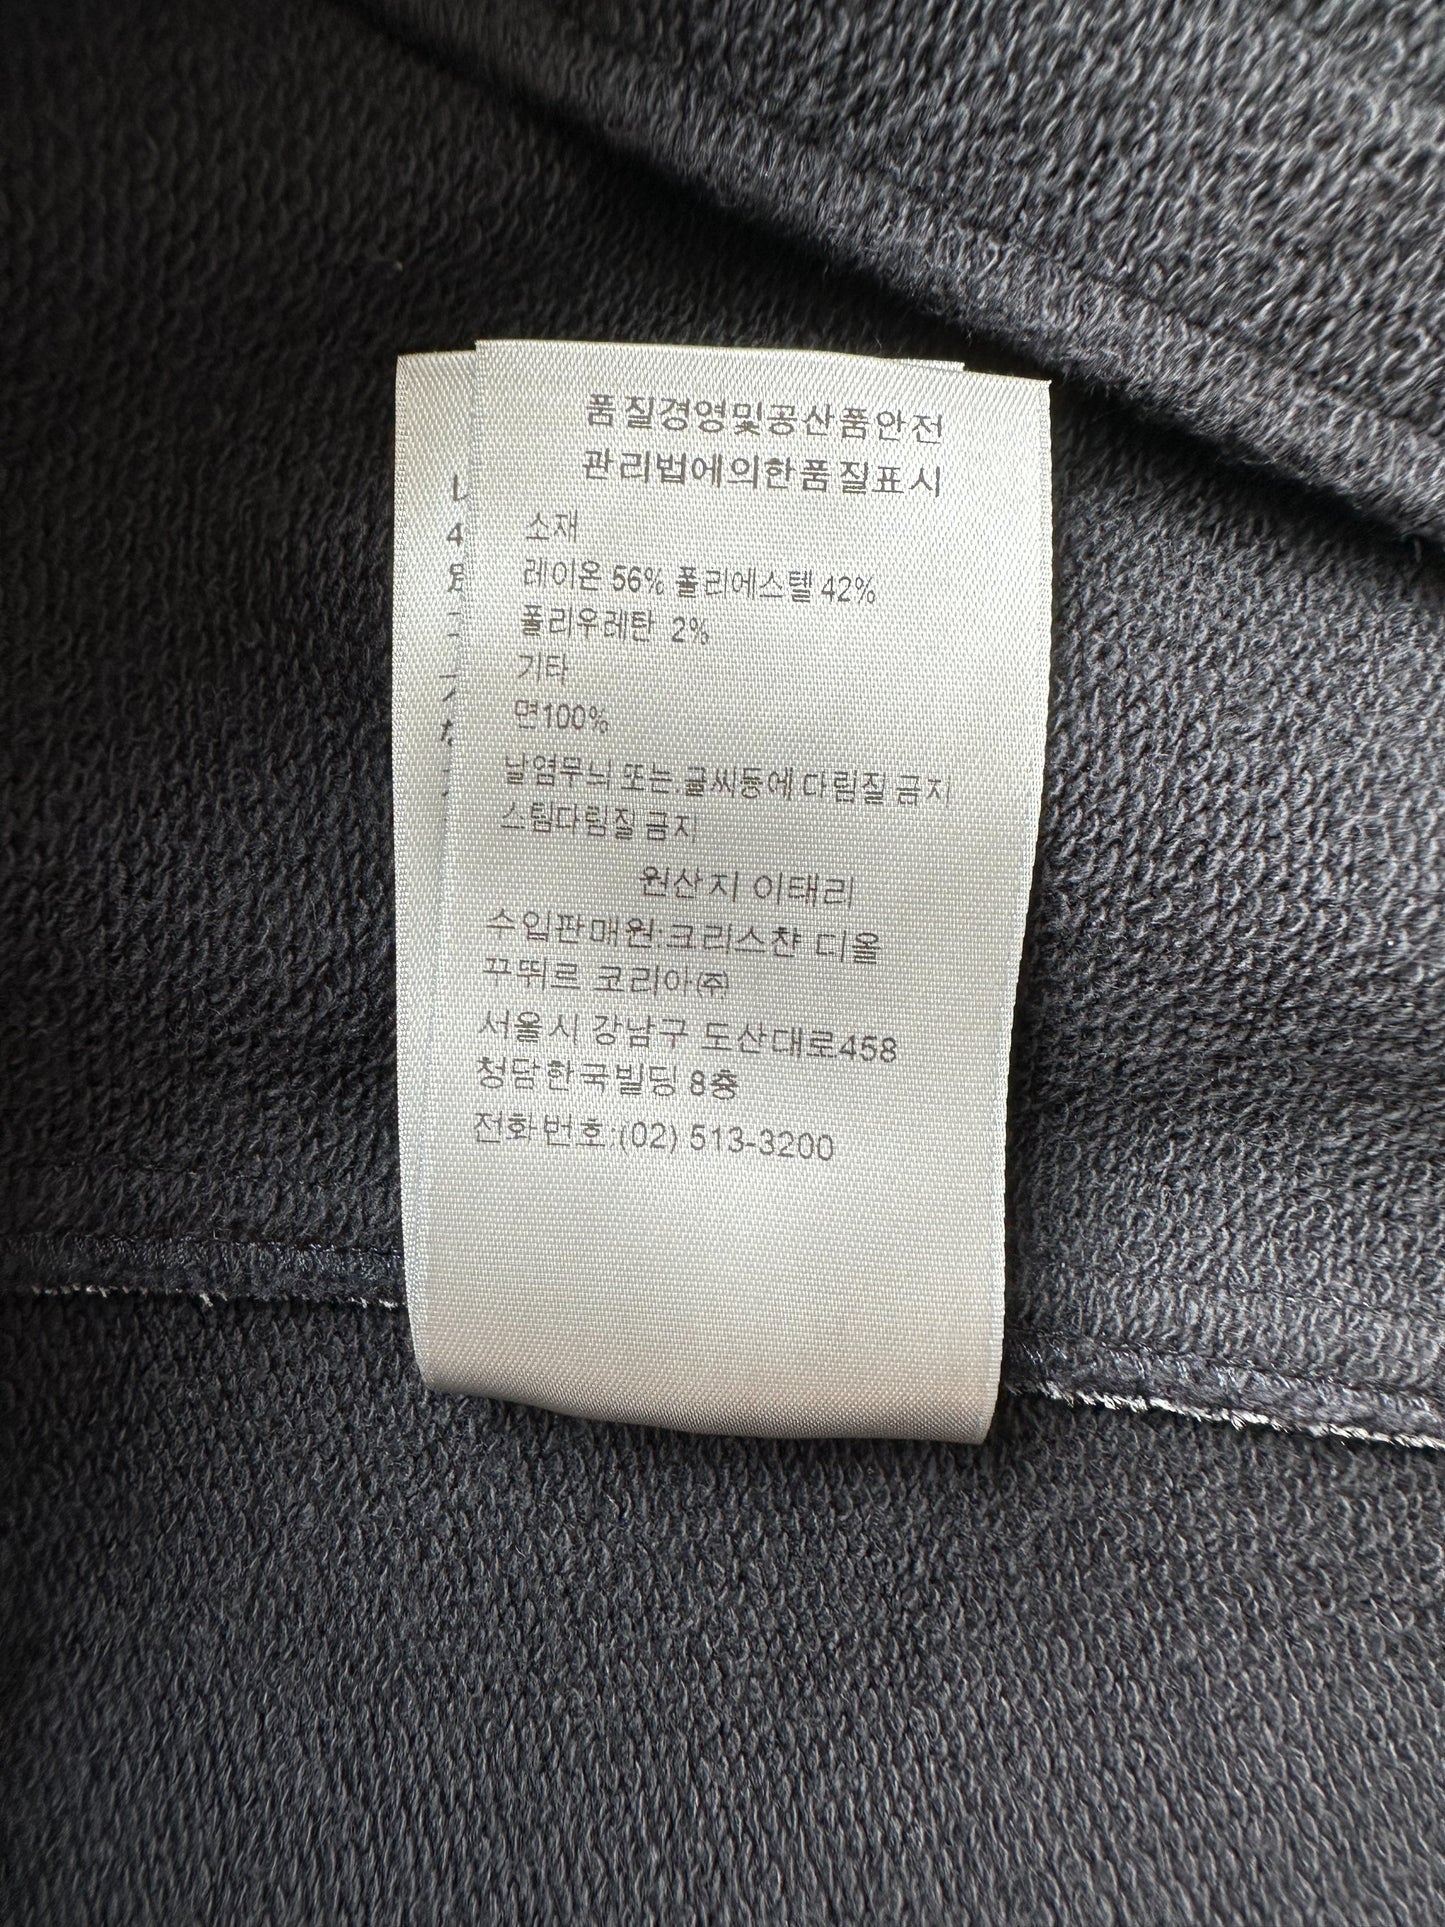 품질경영및공산품안전
관리법에의한품질표시
소재
레이온 56% 폴리에스텔 42%
폴리우레탄 2%
기타
면100%
날염무늬 또는.글씨등에 다림질 금지
스팀다림질 금지
원산지 이태리
수입판매원:크리스챤 디올
꾸뛰르 코리아㈜
서울시 강남구 도산대로458
청담한국빌딩 8층
전화번호:(02) 513-3200